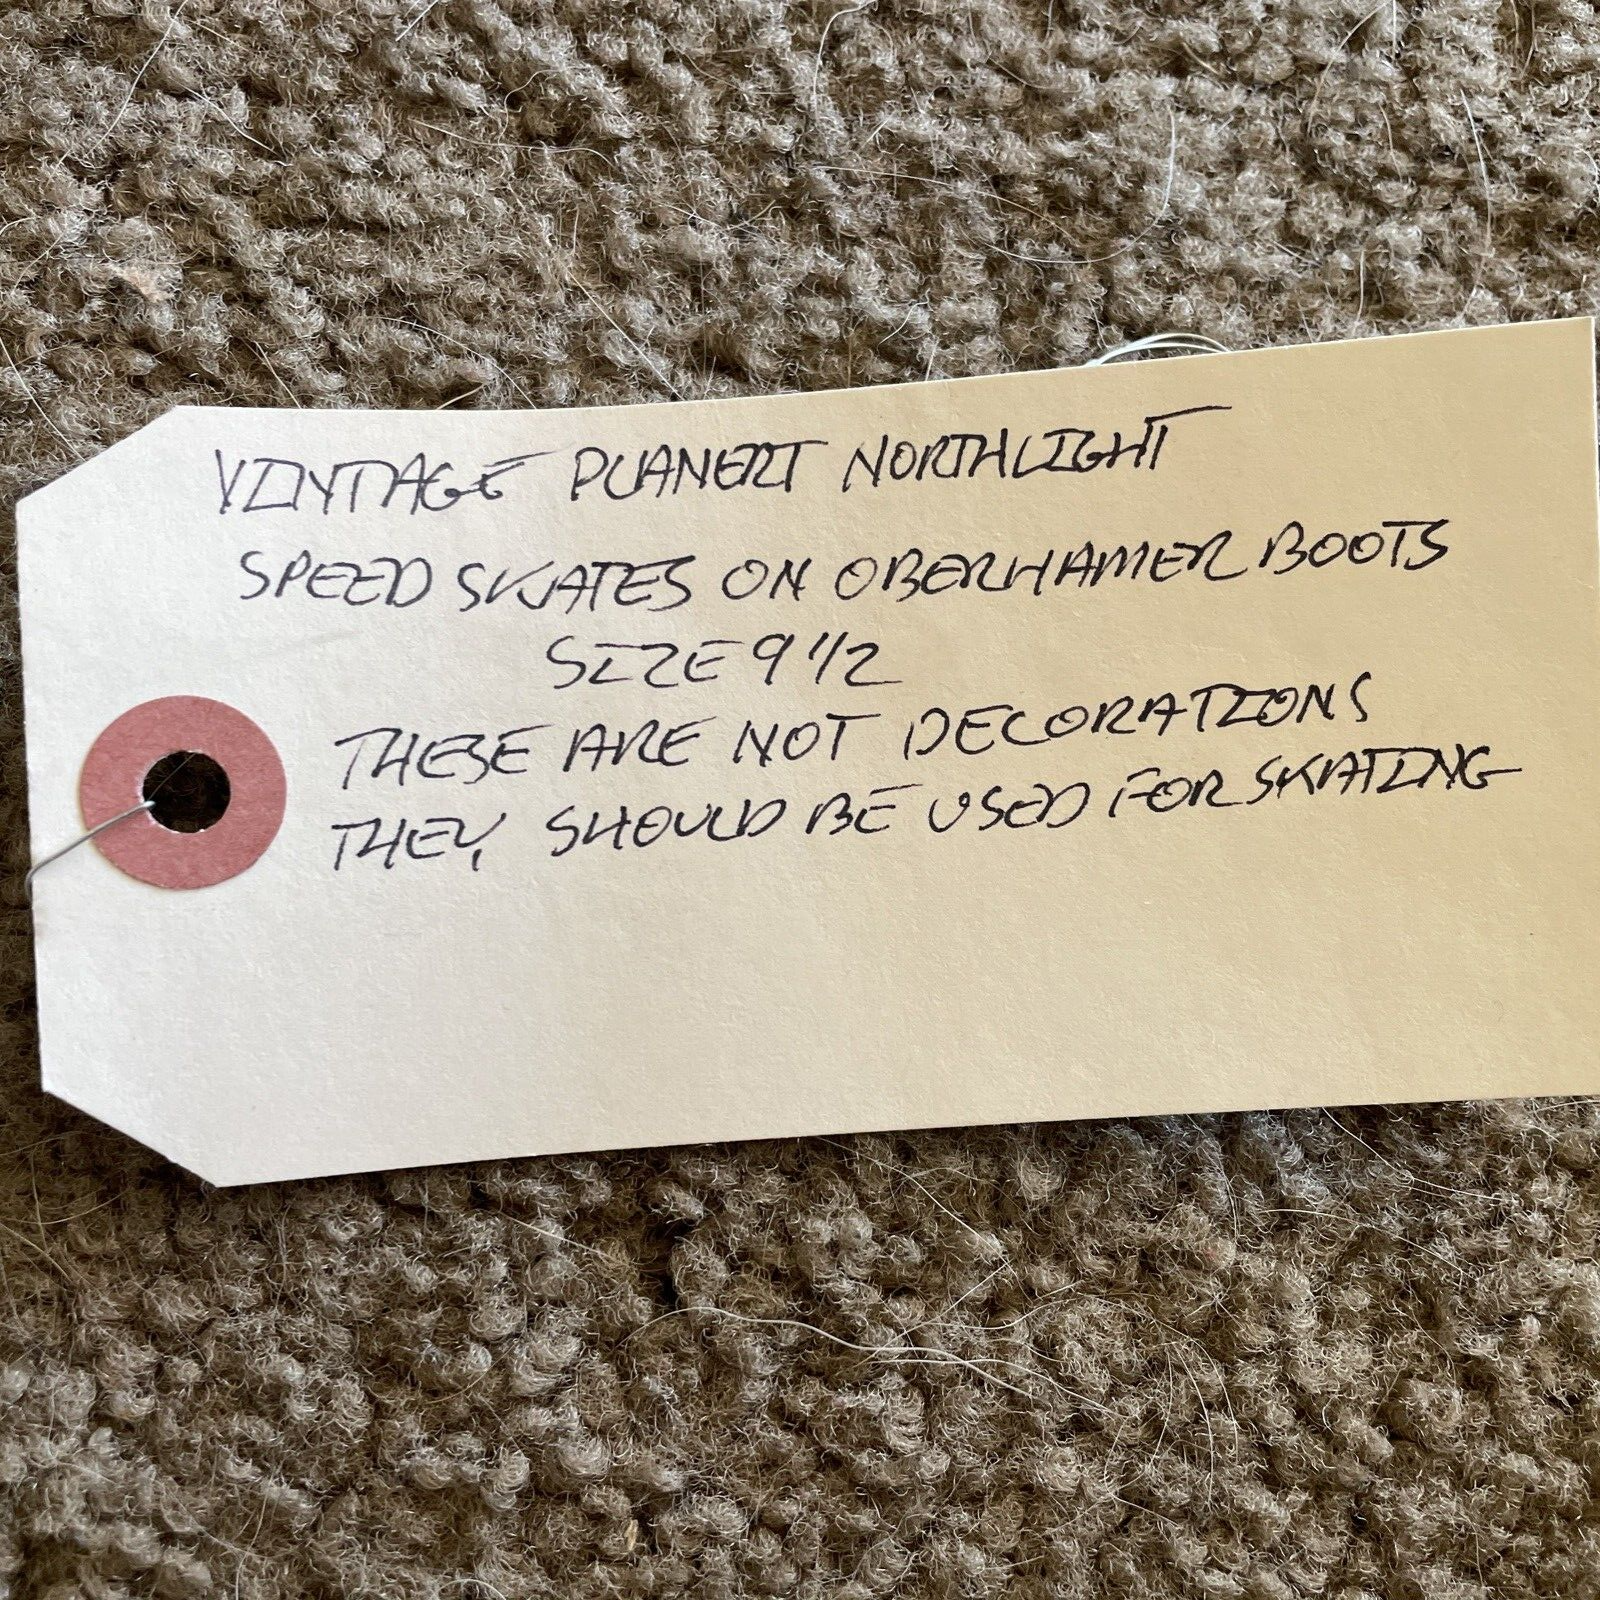 VINTAGE PLANERT NORTHLIGHT
SPEED SKATES ON OBERHAMER BOOTS
SIZE 9 1/2
THESE ARE NOT DECORATIONS
THEY SHOULD BE USED FOR SKATING